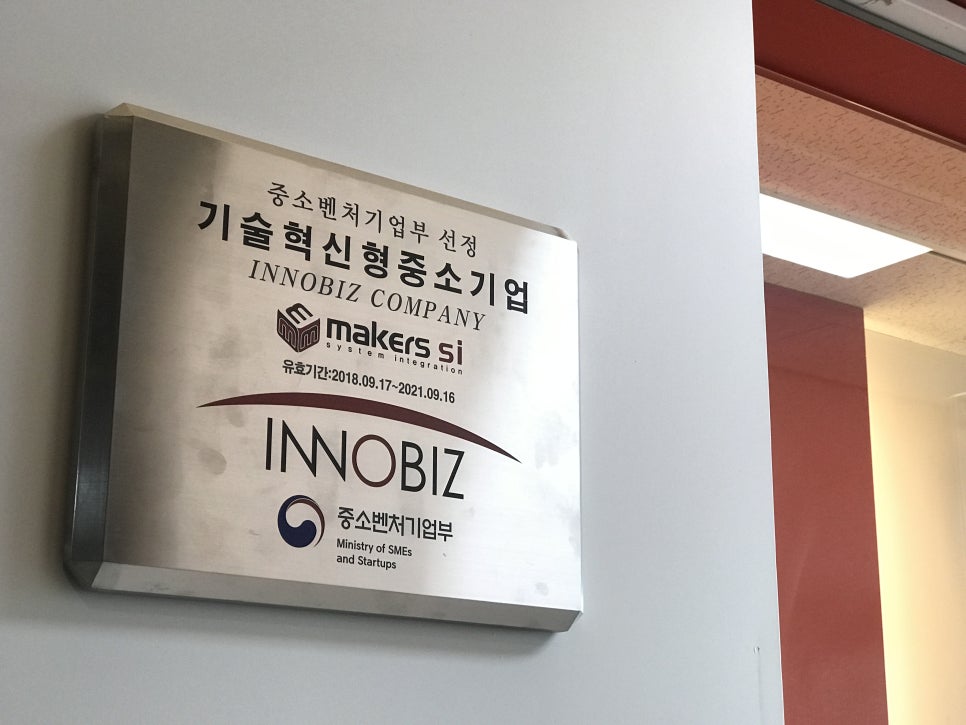 중소벤처기업부 선정
기술혁신형중소기업
INNOBIZ COMPANY
makers si
system integration
유효기간:2018.09.17~2021.09.16
INNOBIZ
중소벤처기업부
Ministry of SMEs
and Startups